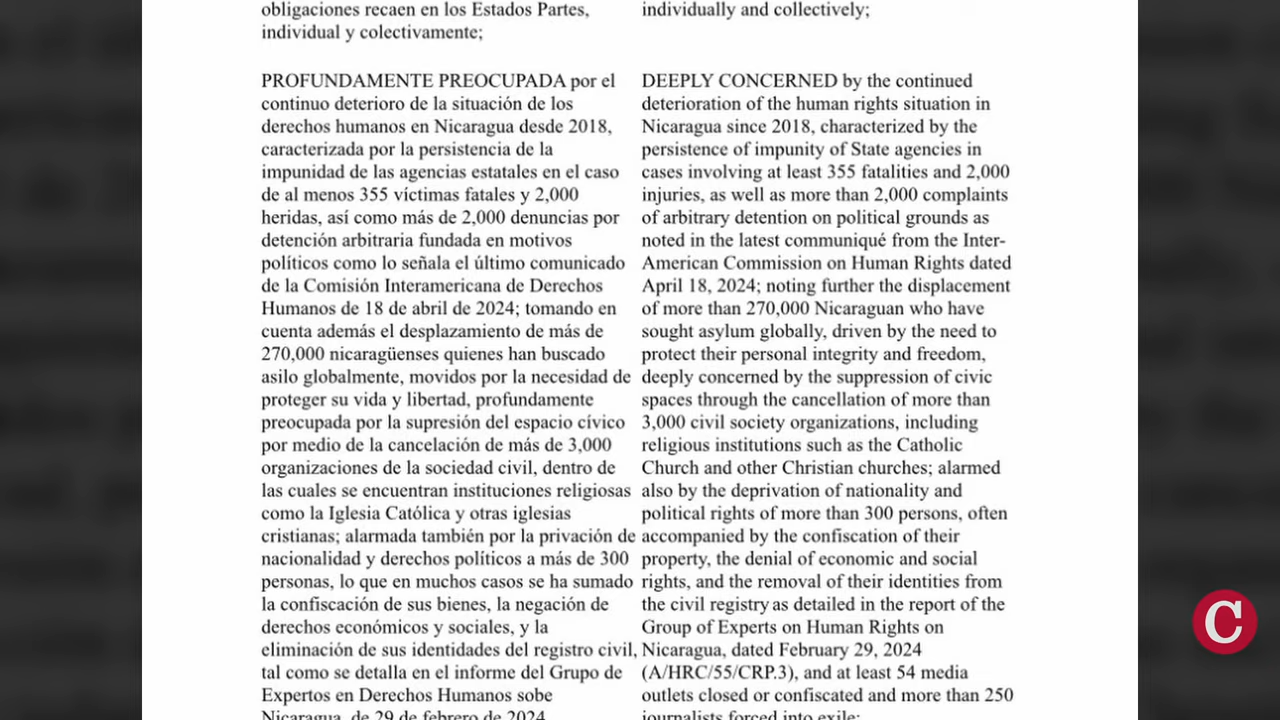 obligaciones recaen en los Estados Partes,
individual y colectivamente;
PROFUNDAMENTE PREOCUPADA por el
continuo deterioro de la situación de los
derechos humanos en Nicaragua desde 2018,
caracterizada por la persistencia de la
impunidad de las agencias estatales en el caso
de al menos 355 víctimas fatales y 2,000
heridas, así como más de 2,000 denuncias por
detención arbitraria fundada en motivos
políticos como lo señala el último comunicado
de la Comisión Interamericana de Derechos
Humanos de 18 de abril de 2024; tomando en
cuenta además el desplazamiento de más de
270,000 nicaragüenses quienes han buscado
asilo globalmente, movidos por la necesidad de
proteger su vida y libertad, profundamente
preocupada por la supresión del espacio cívico
por medio de la cancelación de más de 3,000
organizaciones de la sociedad civil, dentro de
las cuales se encuentran instituciones religiosas
como la Iglesia Católica y otras iglesias
cristianas; alarmada también por la privación de
nacionalidad y derechos políticos a más de 300
personas, lo que en muchos casos se ha sumado
la confiscación de sus bienes, la negación de
derechos económicos y sociales, y la
eliminación de sus identidades del registro civil,
tal como se detalla en el informe del Grupo de
Expertos en Derechos Humanos sobe
Nicaragua, de 29 de febrero de 2024
individually and collectively;
DEEPLY CONCERNED by the continued
deterioration of the human rights situation in
Nicaragua since 2018, characterized by the
persistence of impunity of State agencies in
cases involving at least 355 fatalities and 2,000
injuries, as well as more than 2,000 complaints
of arbitrary detention on political grounds as
noted in the latest communiqué from the Inter-
American Commission on Human Rights dated
April 18, 2024; noting further the displacement
of more than 270,000 Nicaraguan who have
sought asylum globally, driven by the need to
protect their personal integrity and freedom,
deeply concerned by the suppression of civic
spaces through the cancellation of more than
3,000 civil society organizations, including
religious institutions such as the Catholic
Church and other Christian churches; alarmed
also by the deprivation of nationality and
political rights of more than 300 persons, often
accompanied by the confiscation of their
property, the denial of economic and social
rights, and the removal of their identities from
the civil registry as detailed in the report of the
Group of Experts on Human Rights on
Nicaragua, dated February 29, 2024
(A/HRC/55/CRP.3), and at least 54 media
outlets closed or confiscated and more than 250
journalists forced into exile;
C